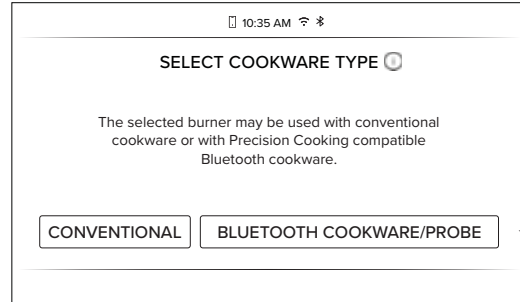 10:35 AM
SELECT COOKWARE TYPE
The selected burner may be used with conventional
cookware or with Precision Cooking compatible
Bluetooth cookware.
CONVENTIONAL BLUETOOTH COOKWARE/PROBE